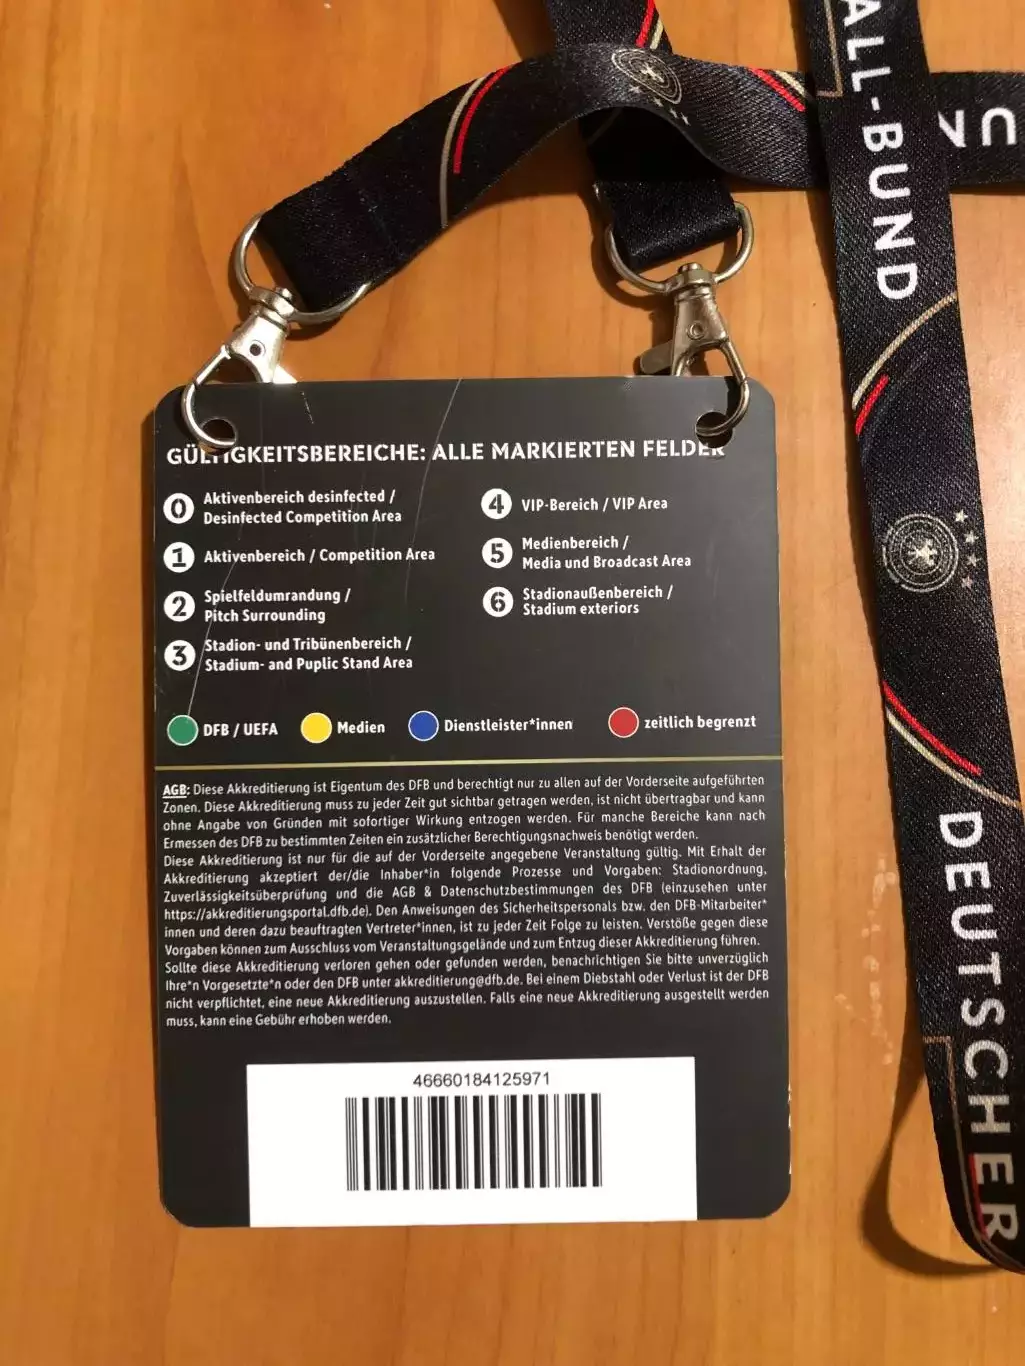 ALL-BUND
DEUTSCHER
GÜLTIGKEITSBEREICHE: ALLE MARKIERTEN FELDER
0 Aktivenbereich desinfected /
Desinfected Competition Area
1 Aktivenbereich / Competition Area
2 Spielfeldumrandung /
Pitch Surrounding
3 Stadion- und Tribünenbereich /
Stadium- and Puplic Stand Area
4 VIP-Bereich / VIP Area
5 Medienbereich /
Media und Broadcast Area
6 Stadionaußenbereich /
Stadium exteriors
DFB / UEFA Medien Dienstleister*innen zeitlich begrenzt
AGB: Diese Akkreditierung ist Eigentum des DFB und berechtigt nur zu allen auf der Vorderseite aufgeführten
Zonen. Diese Akkreditierung muss zu jeder Zeit gut sichtbar getragen werden, ist nicht übertragbar und kann
ohne Angabe von Gründen mit sofortiger Wirkung entzogen werden. Für manche Bereiche kann nach
Ermessen des DFB zu bestimmten Zeiten ein zusätzlicher Berechtigungsnachweis benötigt werden.
Diese Akkreditierung ist nur für die auf der Vorderseite angegebene Veranstaltung gültig. Mit Erhalt der
Akkreditierung akzeptiert der/die Inhaber*in folgende Prozesse und Vorgaben: Stadionordnung,
Zuverlässigkeitsüberprüfung und die AGB & Datenschutzbestimmungen des DFB (einzusehen unter
https://akkreditierungsportal.dfb.de). Den Anweisungen des Sicherheitspersonals bzw. den DFB-Mitarbeiter*
innen und deren dazu beauftragten Vertreter*innen, ist zu jeder Zeit Folge zu leisten. Verstöße gegen diese
Vorgaben können zum Ausschluss vom Veranstaltungsgelände und zum Entzug dieser Akkreditierung führen.
Sollte diese Akkreditierung verloren gehen oder gefunden werden, benachrichtigen Sie bitte unverzüglich
Ihre*n Vorgesetzte*n oder den DFB unter akkreditierung@dfb.de. Bei einem Diebstahl oder Verlust ist der DFB
nicht verpflichtet, eine neue Akkreditierung auszustellen. Falls eine neue Akkreditierung ausgestellt werden
muss, kann eine Gebühr erhoben werden.
46660184125971